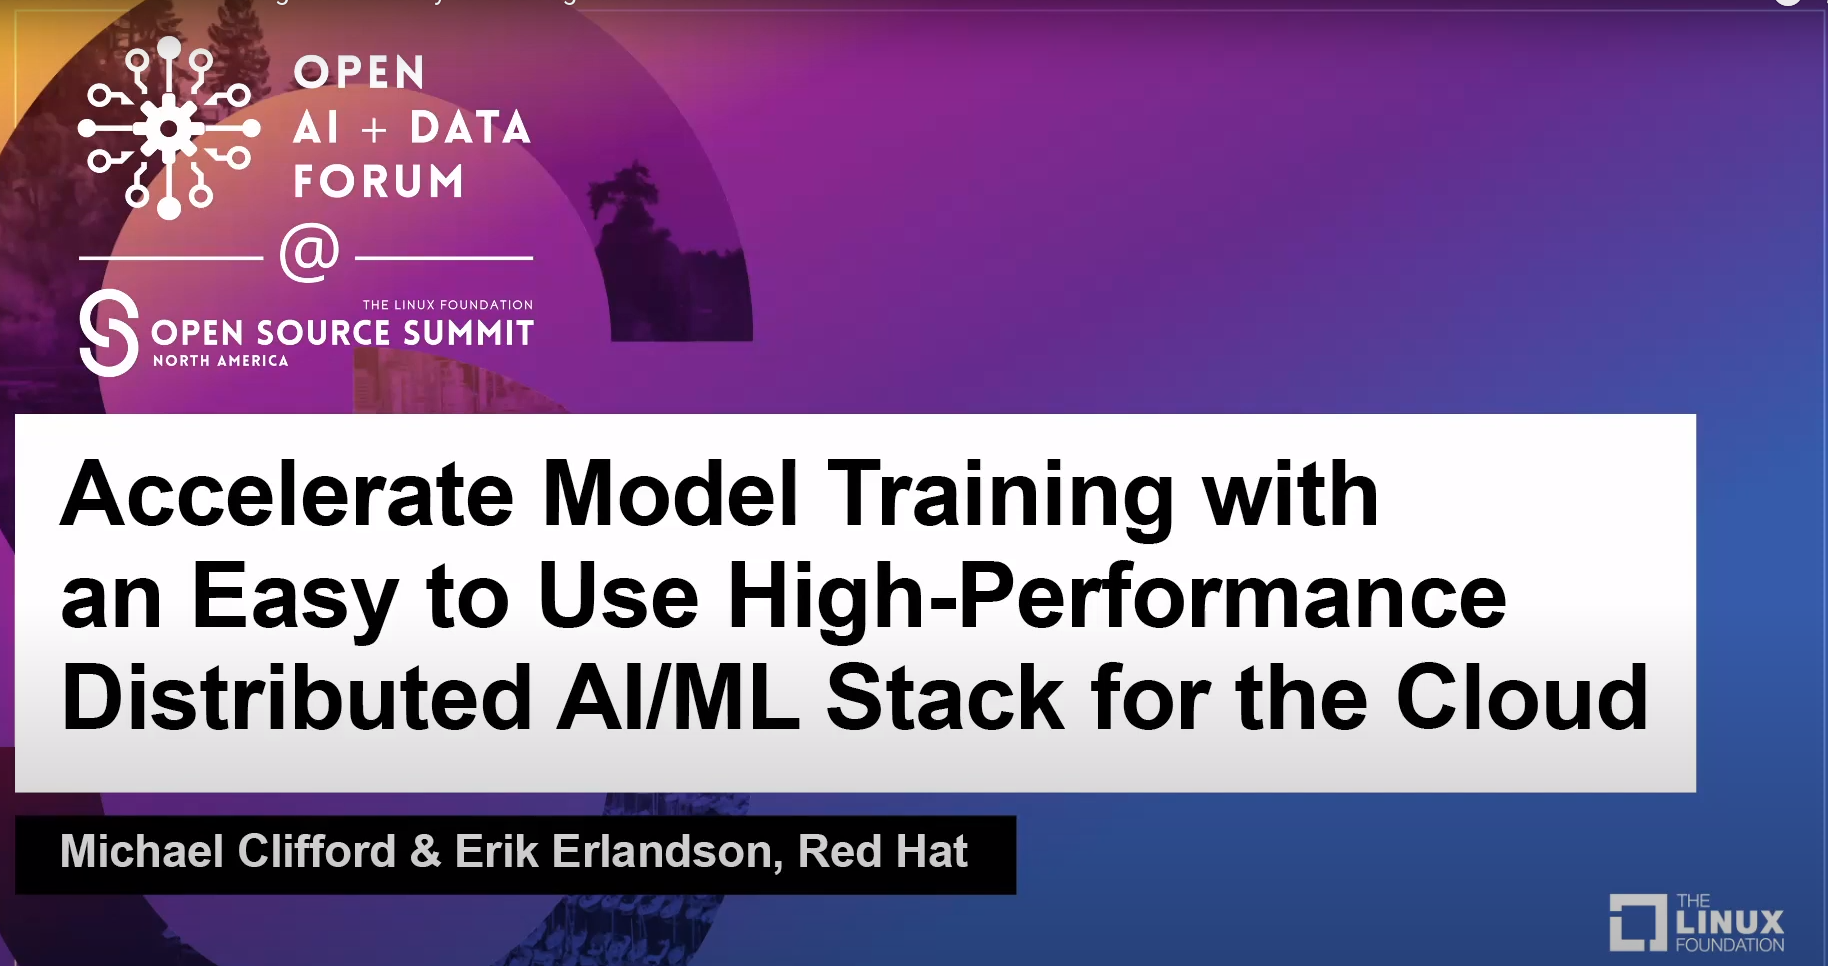 OPEN
AI + DATA
FORUM
@
THE LINUX FOUNDATION
OPEN SOURCE SUMMIT
NORTH AMERICA
Accelerate Model Training with
an Easy to Use High-Performance
Distributed AI/ML Stack for the Cloud
Michael Clifford & Erik Erlandson, Red Hat
THE
LINUX
FOUNDATION